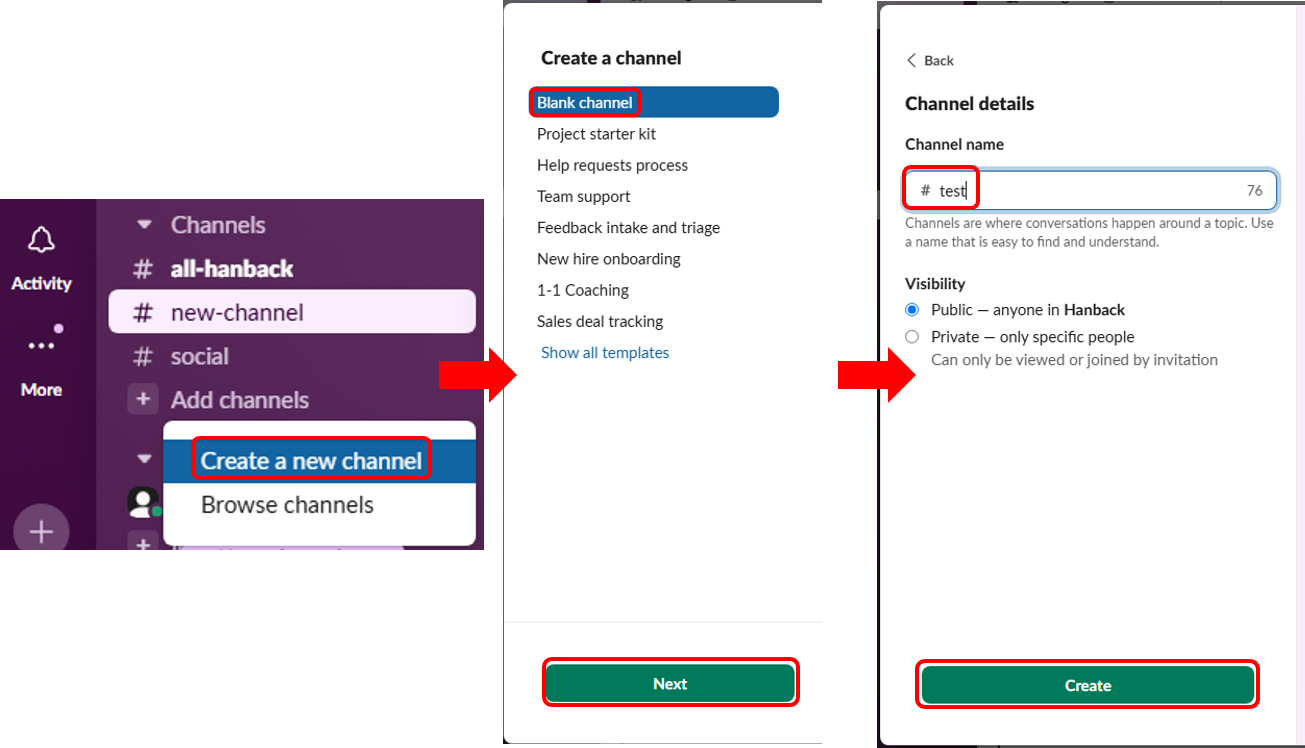 Activity
More
Channels
# all-hanback
# new-channel
# social
+ Add channels
Create a new channel
Browse channels
Create a channel
Blank channel
Project starter kit
Help requests process
Team support
Feedback intake and triage
New hire onboarding
1-1 Coaching
Sales deal tracking
Show all templates
Next
Back
Channel details
Channel name
# test 76
Channels are where conversations happen around a topic. Use
a name that is easy to find and understand.
Visibility
Public — anyone in Hanback
Private — only specific people
Can only be viewed or joined by invitation
Create